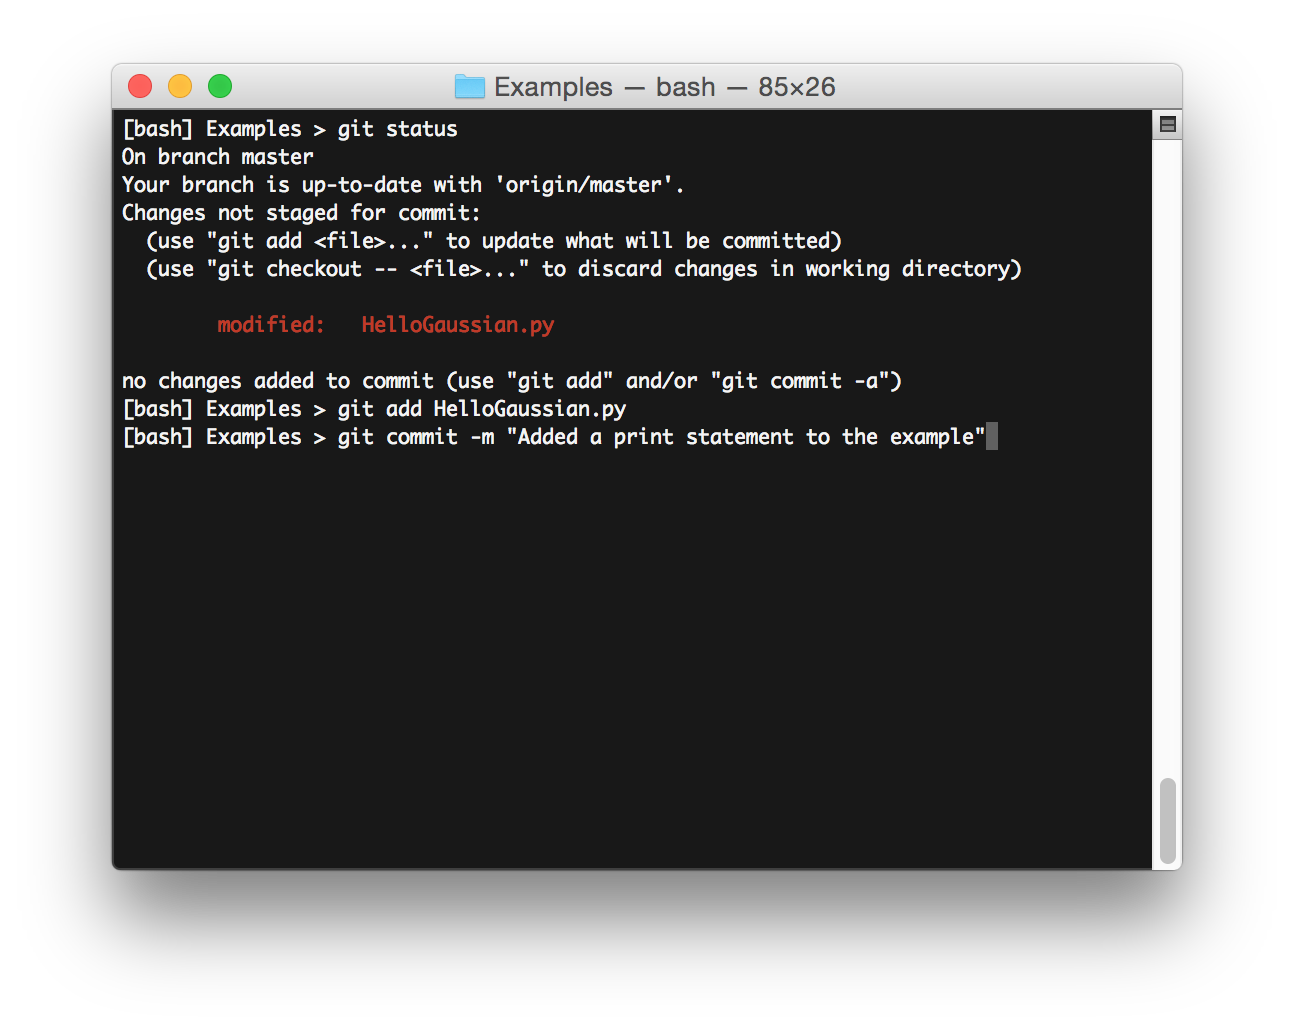 Examples — bash — 85×26
[bash] Examples > git status
On branch master
Your branch is up-to-date with 'origin/master'.
Changes not staged for commit:
  (use "git add <file>..." to update what will be committed)
  (use "git checkout -- <file>..." to discard changes in working directory)
        modified:   HelloGaussian.py
no changes added to commit (use "git add" and/or "git commit -a")
[bash] Examples > git add HelloGaussian.py
[bash] Examples > git commit -m "Added a print statement to the example"